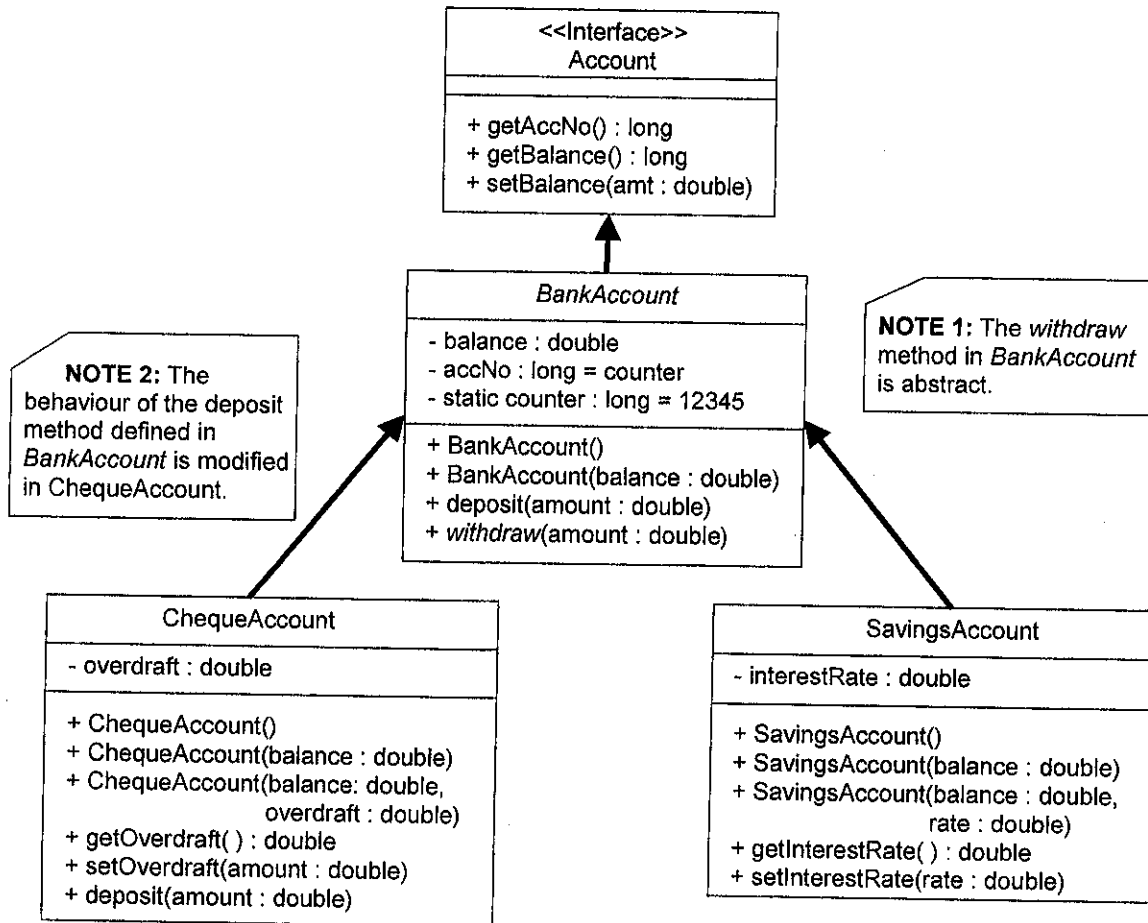 <<Interface>>
Account
+ getAccNo() : long
+ getBalance() : long
+ setBalance(amt : double)
BankAccount
- balance : double
- accNo : long = counter
- static counter : long = 12345
+ BankAccount()
+ BankAccount(balance : double)
+ deposit(amount : double)
+ withdraw(amount : double)
NOTE 1: The withdraw
method in BankAccount
is abstract.
NOTE 2: The
behaviour of the deposit
method defined in
BankAccount is modified
in ChequeAccount.
ChequeAccount
- overdraft : double
+ ChequeAccount()
+ ChequeAccount(balance : double)
+ ChequeAccount(balance: double,
overdraft : double)
+ getOverdraft( ) : double
+ setOverdraft(amount : double)
+ deposit(amount : double)
SavingsAccount
- interestRate : double
+ SavingsAccount()
+ SavingsAccount(balance : double)
+ SavingsAccount(balance : double,
rate : double)
+ getInterestRate( ) : double
+ setInterestRate(rate : double)